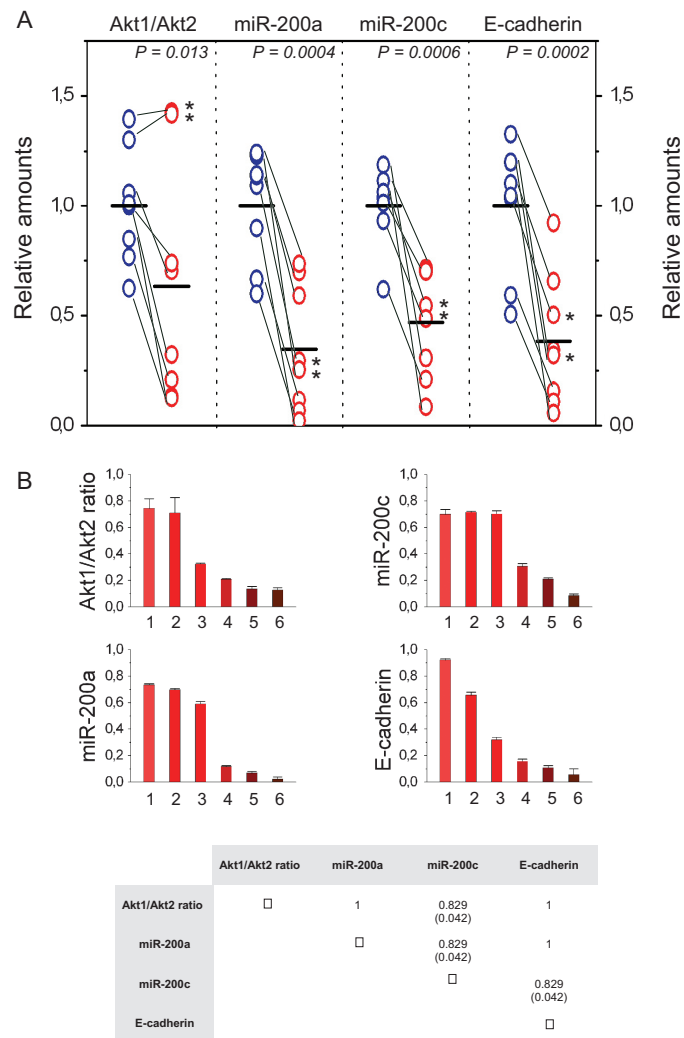 A
Akt1/Akt2 miR-200a miR-200c E-cadherin
P = 0.013 P = 0.0004 P = 0.0006 P = 0.0002
Relative amounts
1,5
1,0
0,5
0,0
* *
* *
* *
*
*
1,5
1,0
0,5
0,0
Relative amounts
B
Akt1/Akt2 ratio
1,0
0,8
0,6
0,4
0,2
0,0
1 2 3 4 5 6
miR-200c
1,0
0,8
0,6
0,4
0,2
0,0
1 2 3 4 5 6
miR-200a
1,0
0,8
0,6
0,4
0,2
0,0
1 2 3 4 5 6
E-cadherin
1,0
0,8
0,6
0,4
0,2
0,0
1 2 3 4 5 6
Akt1/Akt2 ratio miR-200a miR-200c E-cadherin
Akt1/Akt2 ratio □ 1 0.829 1
(0.042)
miR-200a □ 0.829 1
(0.042)
miR-200c □ 0.829
(0.042)
E-cadherin □